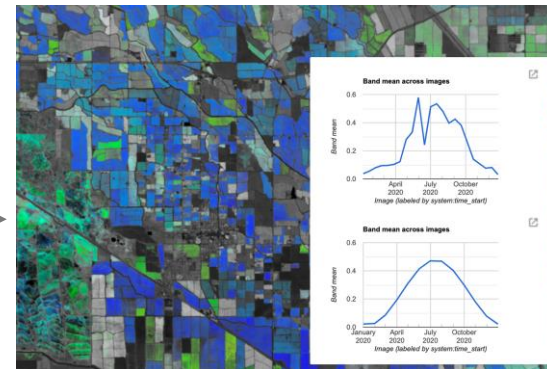 Band mean across images
0.6
0.4
0.2
0.0
Band mean
April
2020
July
2020
October
2020
Image (labeled by system:time_start)
Band mean across images
0.6
0.4
0.2
0.0
Band mean
January
2020
April
2020
July
2020
October
2020
Image (labeled by system:time_start)